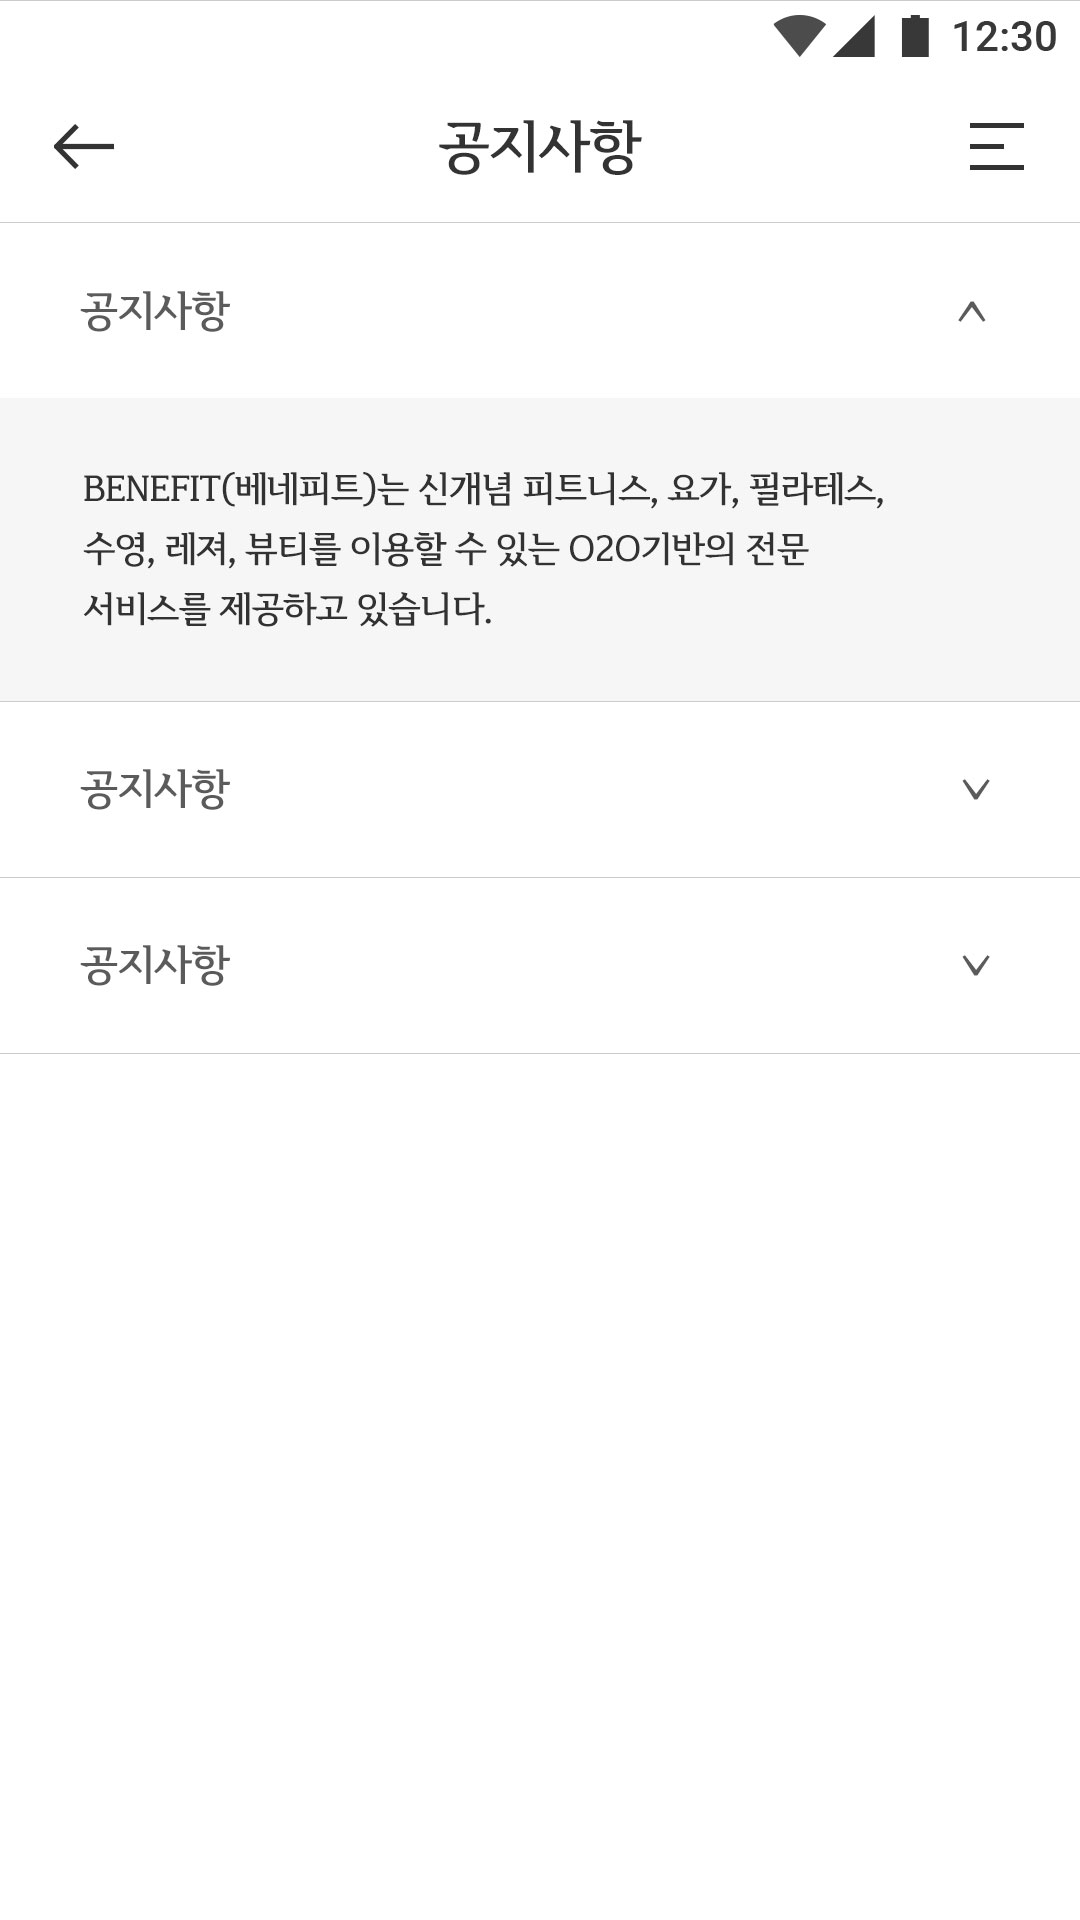 12:30
공지사항
공지사항
BENEFIT(베네피트)는 신개념 피트니스, 요가, 필라테스,
수영, 레져, 뷰티를 이용할 수 있는 O2O기반의 전문
서비스를 제공하고 있습니다.
공지사항
공지사항